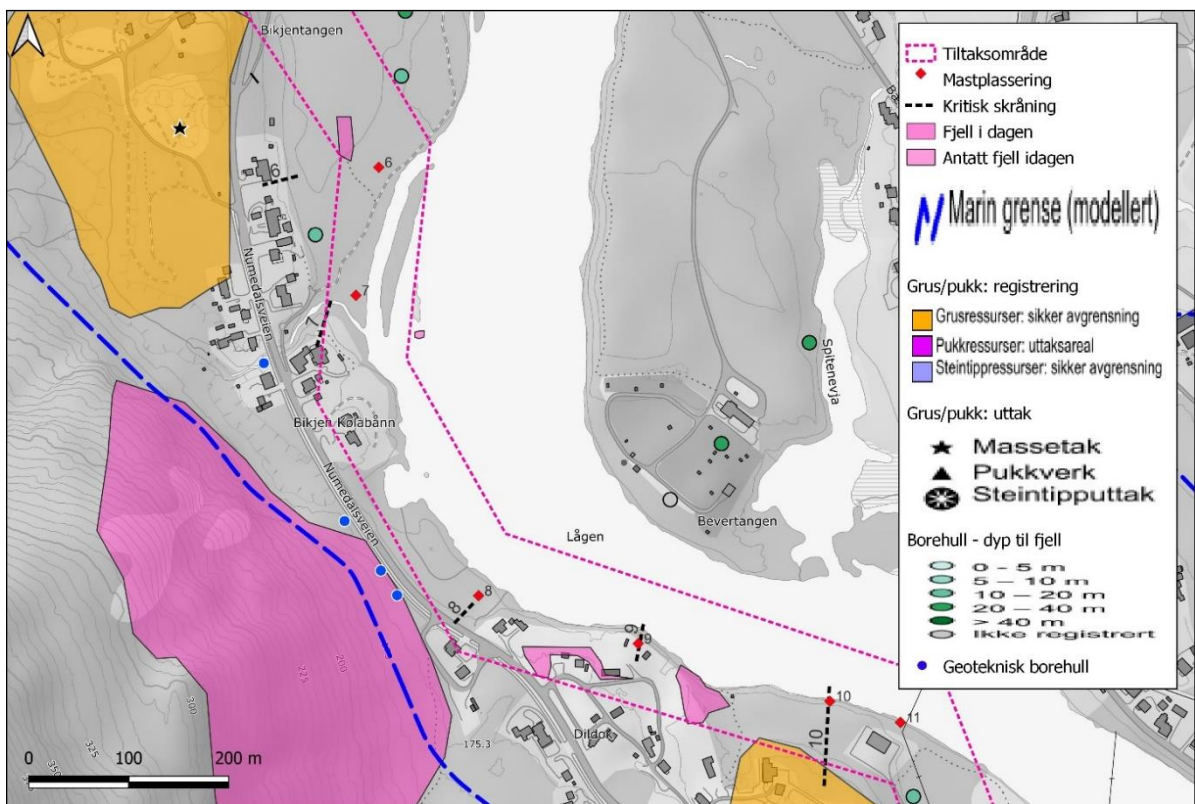 Bikjentangen
6
6
Numedalsveien
7
7
Bikjen Kølabånn
Numedalsveien
Spitenevja
Bevertangen
Lågen
8
8
9
9
10
10
11
Dildok
175.3
200
225
300
325
350
0 100 200 m
Tiltaksområde
Mastplassering
Kritisk skråning
Fjell i dagen
Antatt fjell idagen
Marin grense (modellert)
Grus/pukk: registrering
Grusressurser: sikker avgrensning
Pukkressurser: uttaksareal
Steintippressurser: sikker avgrensning
Grus/pukk: uttak
Massetak
Pukkverk
Steintipputtak
Borehull - dyp til fjell
0 - 5 m
5 – 10 m
10 – 20 m
20 – 40 m
> 40 m
Ikke registrert
Geoteknisk borehull